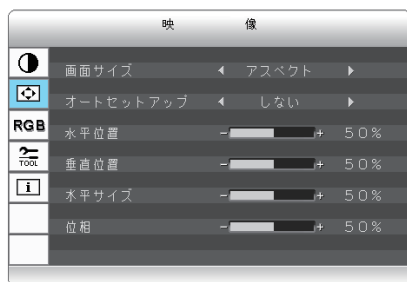 映 像
画面サイズ ◀ アスペクト ▶
オートセットアップ ◀ しない ▶
RGB 水平位置 - + 50%
TOOL 垂直位置 - + 50%
i 水平サイズ - + 50%
位相 - + 50%